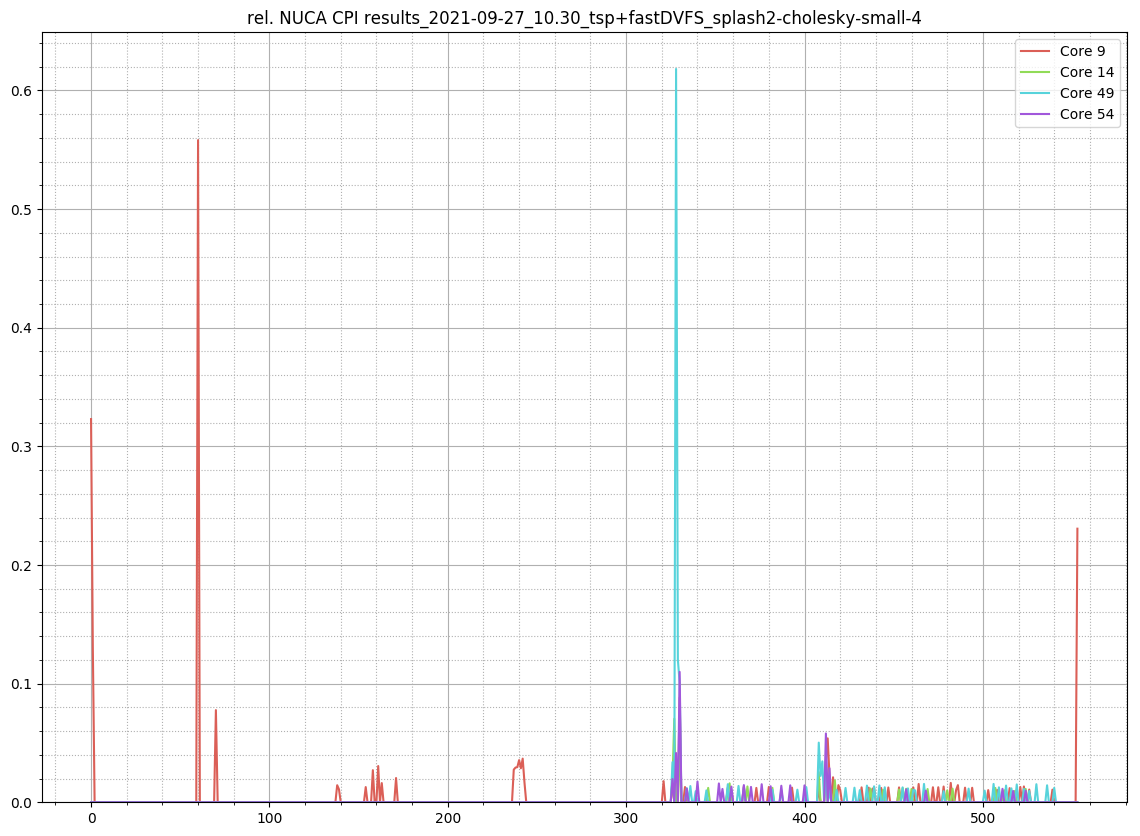 rel. NUCA CPI results_2021-09-27_10.30_tsp+fastDVFS_splash2-cholesky-small-4
Core 9
Core 14
Core 49
Core 54
0.6
0.5
0.4
0.3
0.2
0.1
0.0
0 100 200 300 400 500